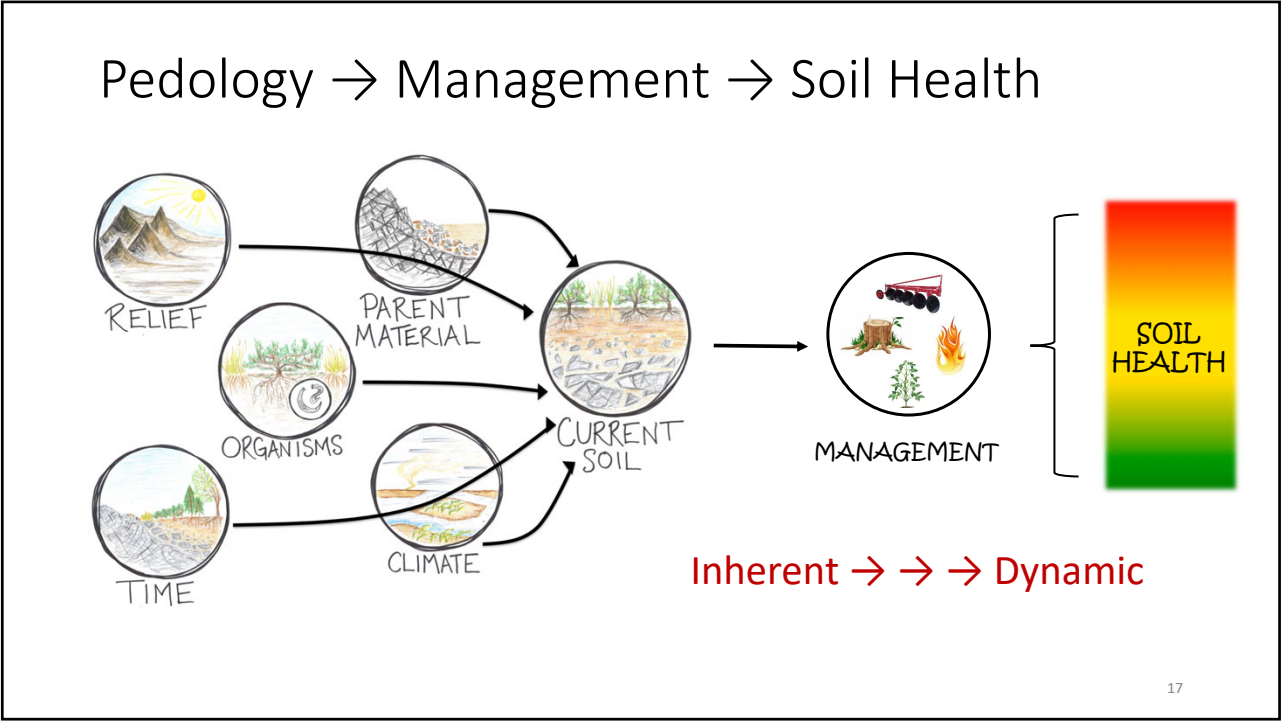 Pedology → Management → Soil Health
RELIEF
PARENT
MATERIAL
ORGANISMS
TIME
CLIMATE
CURRENT
SOIL
MANAGEMENT
SOIL
HEALTH
Inherent → → → Dynamic
17